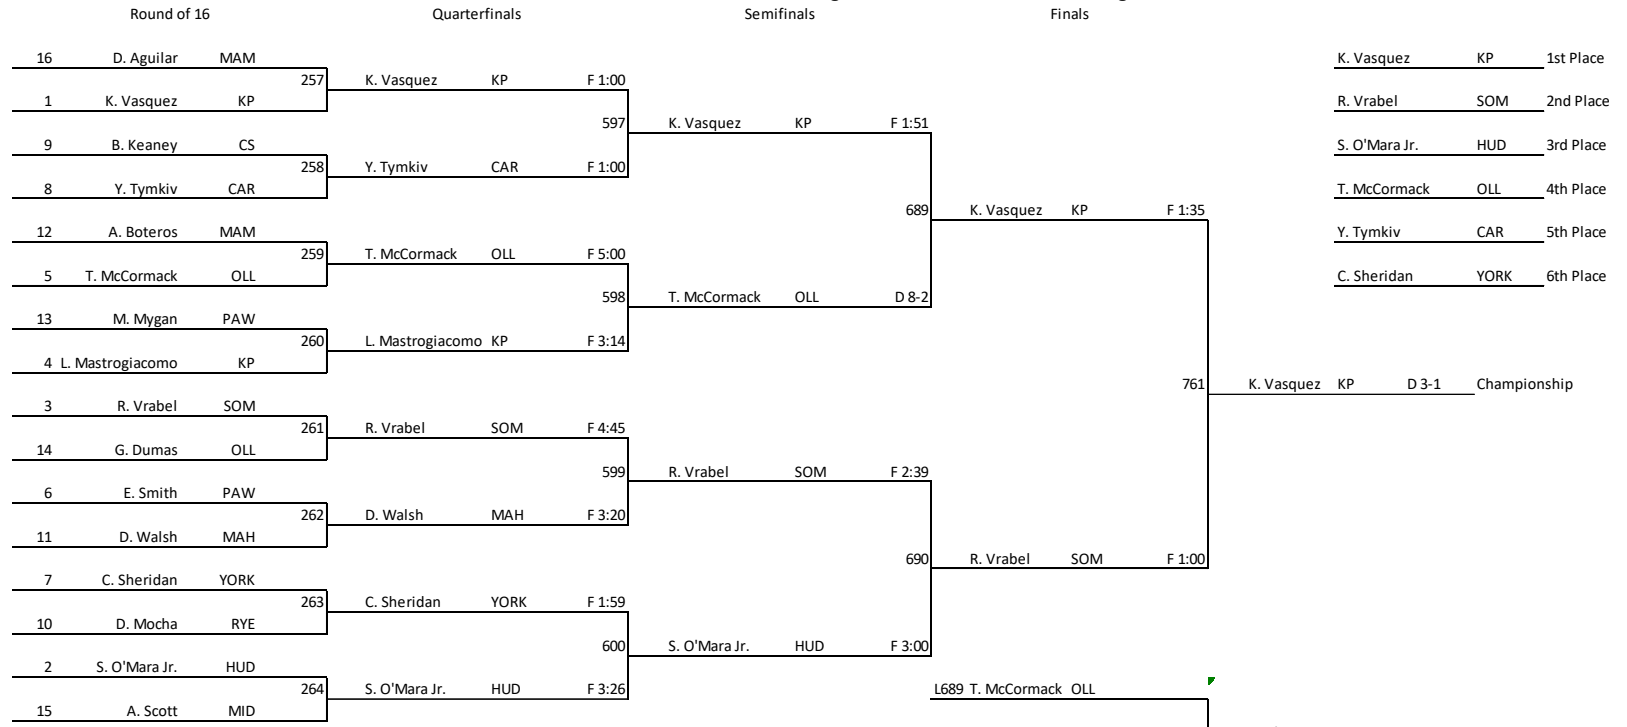 Round of 16 Quarterfinals Semifinals Finals
16 D. Aguilar MAM K. Vasquez KP 1st Place
257 K. Vasquez KP F 1:00
1 K. Vasquez KP R. Vrabel SOM 2nd Place
597 K. Vasquez KP F 1:51
9 B. Keaney CS S. O'Mara Jr. HUD 3rd Place
258 Y. Tymkiv CAR F 1:00
8 Y. Tymkiv CAR T. McCormack OLL 4th Place
689 K. Vasquez KP F 1:35
12 A. Boteros MAM Y. Tymkiv CAR 5th Place
259 T. McCormack OLL F 5:00
5 T. McCormack OLL C. Sheridan YORK 6th Place
598 T. McCormack OLL D 8-2
13 M. Mygan PAW
260 L. Mastrogiacomo KP F 3:14
4 L. Mastrogiacomo KP
761 K. Vasquez KP D 3-1 Championship
3 R. Vrabel SOM
261 R. Vrabel SOM F 4:45
14 G. Dumas OLL
599 R. Vrabel SOM F 2:39
6 E. Smith PAW
262 D. Walsh MAH F 3:20
11 D. Walsh MAH
690 R. Vrabel SOM F 1:00
7 C. Sheridan YORK
263 C. Sheridan YORK F 1:59
10 D. Mocha RYE
600 S. O'Mara Jr. HUD F 3:00
2 S. O'Mara Jr. HUD
264 S. O'Mara Jr. HUD F 3:26 L689 T. McCormack OLL
15 A. Scott MID